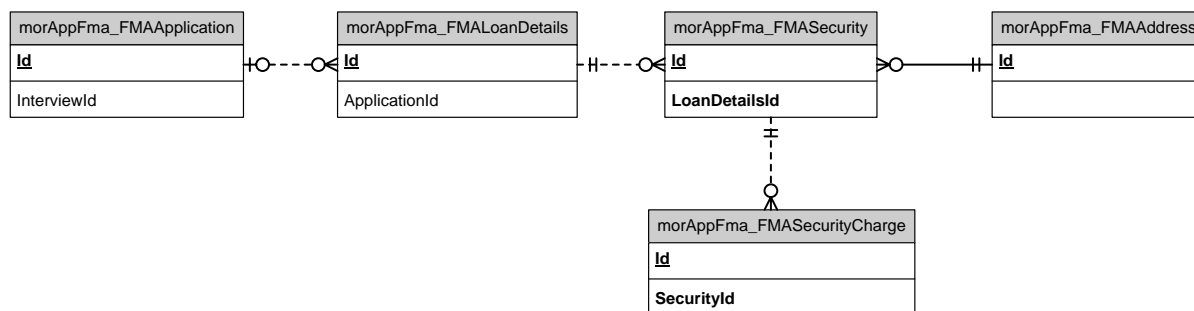 morAppFma_FMAApplication
Id
InterviewId
morAppFma_FMALoanDetails
Id
ApplicationId
morAppFma_FMASecurity
Id
LoanDetailsId
morAppFma_FMAAddress
Id
morAppFma_FMASecurityCharge
Id
SecurityId